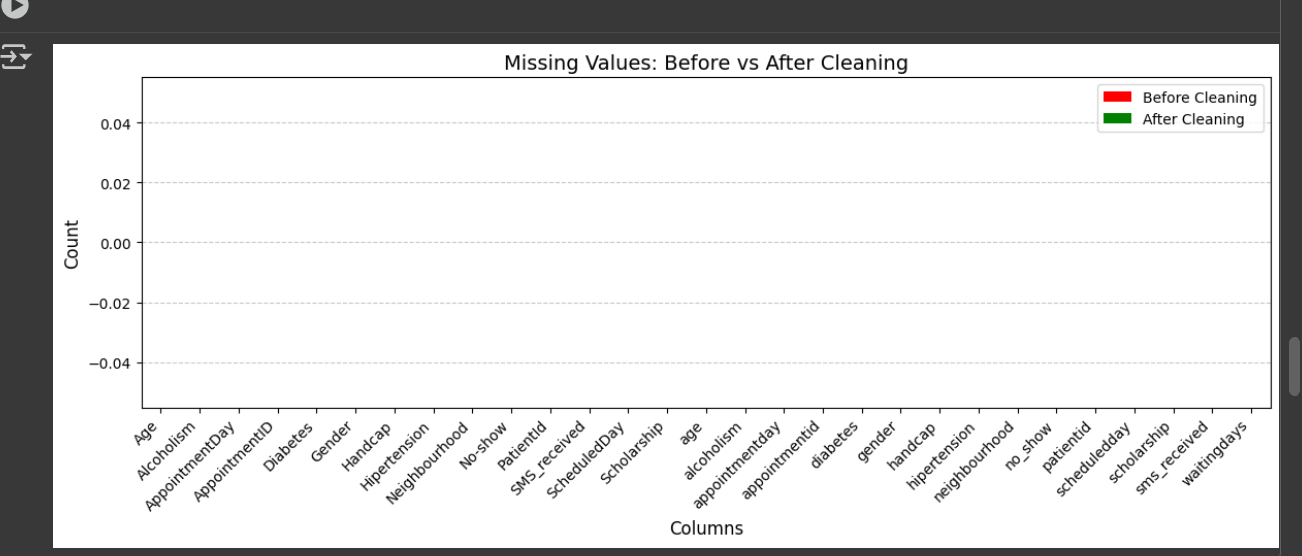 Missing Values: Before vs After Cleaning
Before Cleaning
After Cleaning
0.04
0.02
0.00
−0.02
−0.04
Count
Age
Alcoholism
AppointmentDay
AppointmentID
Diabetes
Gender
Handcap
Hipertension
Neighbourhood
No-show
PatientId
SMS_received
ScheduledDay
Scholarship
age
alcoholism
appointmentday
appointmentid
diabetes
gender
handcap
hipertension
neighbourhood
no_show
patientid
scheduledday
scholarship
sms_received
waitingdays
Columns